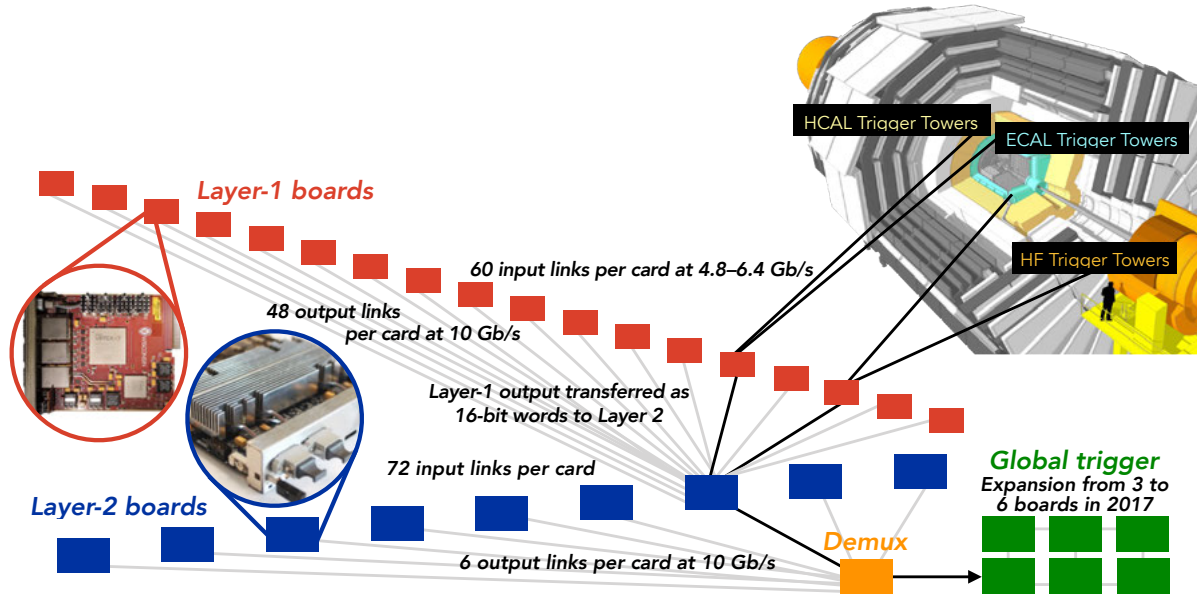 HCAL Trigger Towers
ECAL Trigger Towers
Layer-1 boards
HF Trigger Towers
60 input links per card at 4.8–6.4 Gb/s
48 output links
per card at 10 Gb/s
Layer-1 output transferred as
16-bit words to Layer 2
72 input links per card
Global trigger
Expansion from 3 to
6 boards in 2017
Layer-2 boards
Demux
6 output links per card at 10 Gb/s